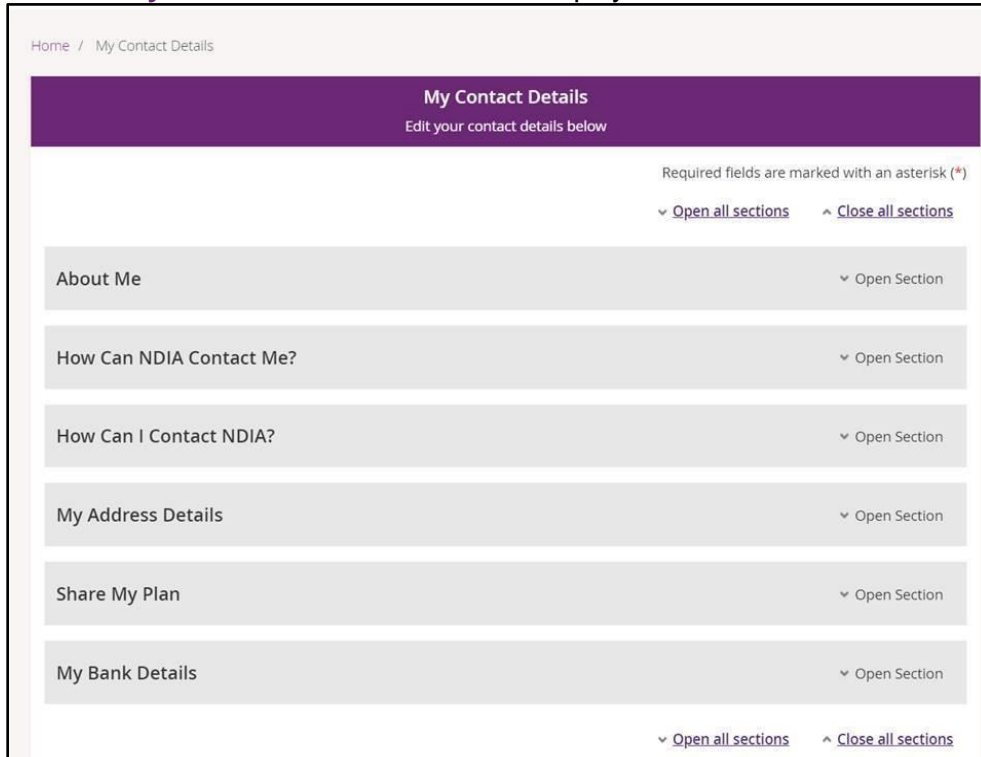 Home / My Contact Details
My Contact Details
Edit your contact details below
Required fields are marked with an asterisk (*)
Open all sections Close all sections
About Me Open Section
How Can NDIA Contact Me? Open Section
How Can I Contact NDIA? Open Section
My Address Details Open Section
Share My Plan Open Section
My Bank Details Open Section
Open all sections Close all sections